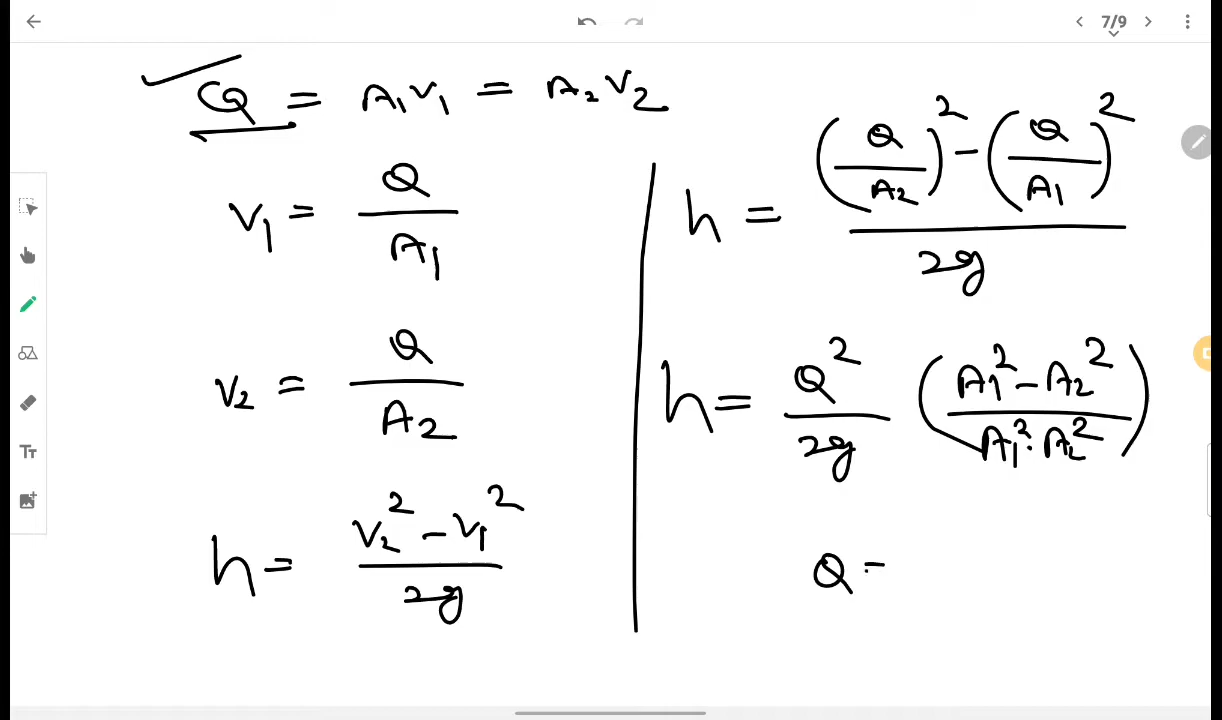 7/9
Q = A₁V₁ = A₂V₂
V₁ = Q/A₁
V₂ = Q/A₂
h = (V₂² - V₁²)/2g
h = ((Q/A₂)² - (Q/A₁)²)/2g
h = Q²/2g ((A₁² - A₂²)/(A₁² · A₂²))
Q =
Tт